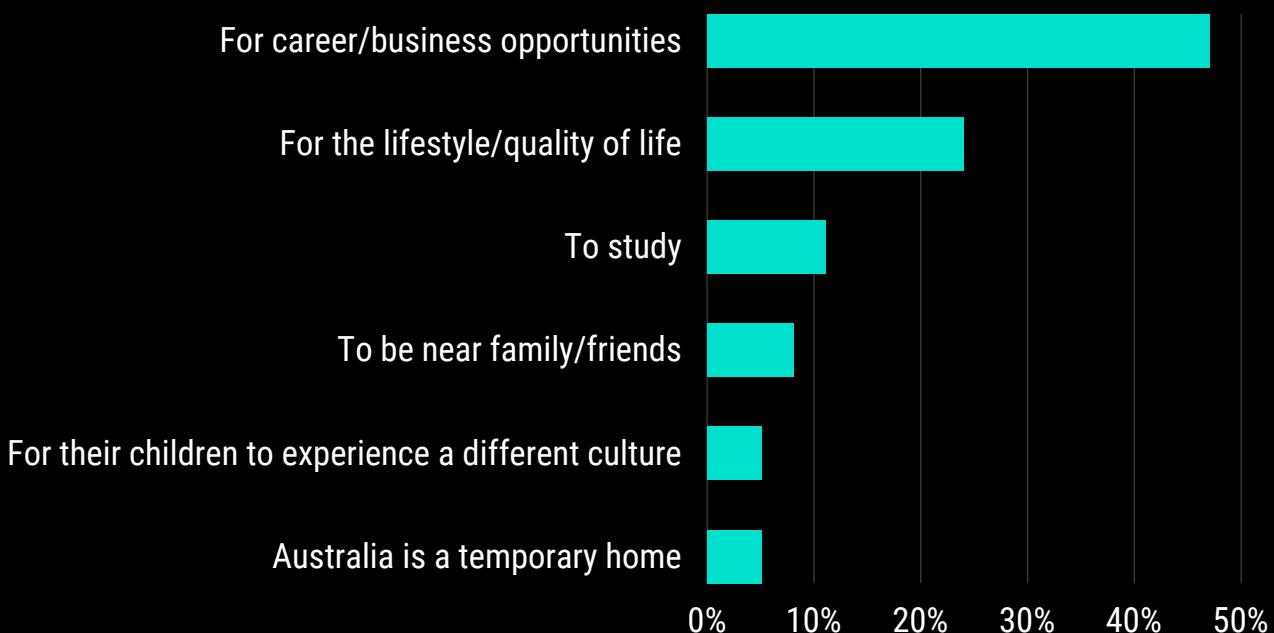 For career/business opportunities
For the lifestyle/quality of life
To study
To be near family/friends
For their children to experience a different culture
Australia is a temporary home
0% 10% 20% 30% 40% 50%